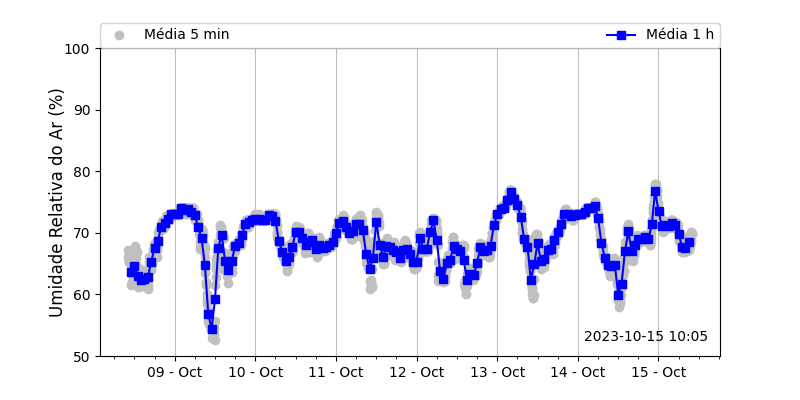 Média 5 min
Média 1 h
Umidade Relativa do Ar (%)
100
90
80
70
60
50
2023-10-15 10:05
09 - Oct
10 - Oct
11 - Oct
12 - Oct
13 - Oct
14 - Oct
15 - Oct